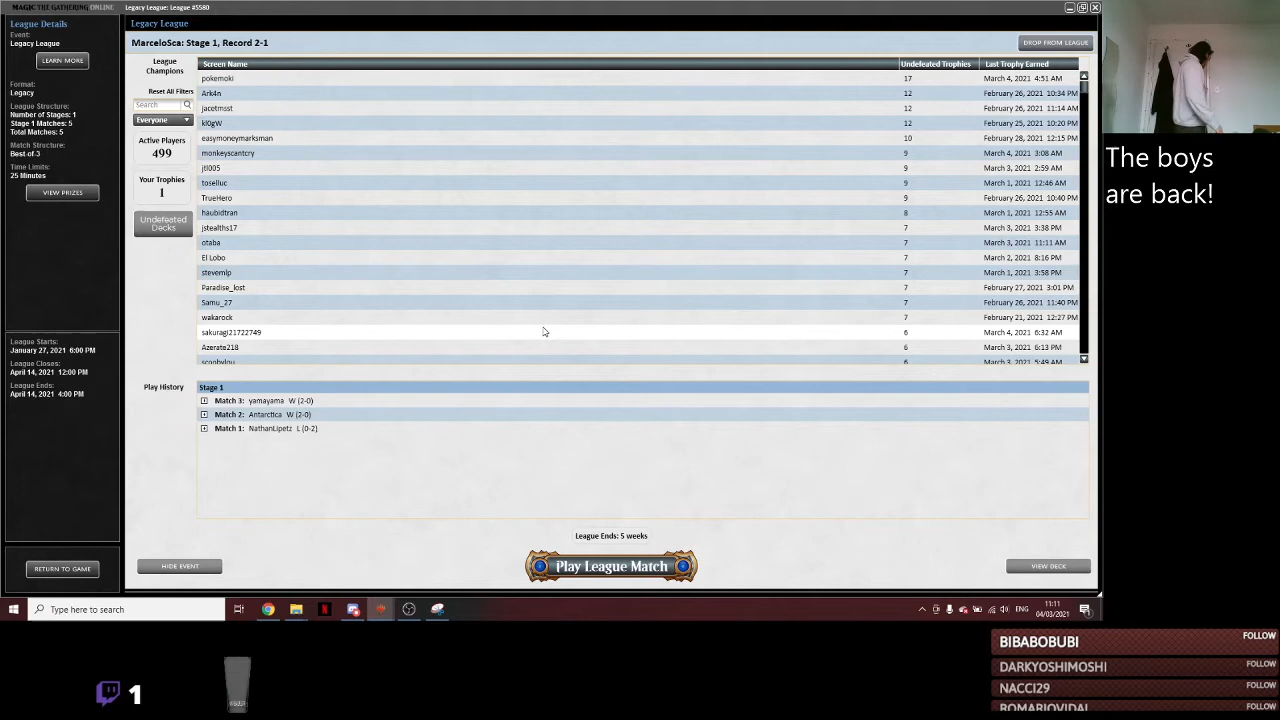 MAGIC THE GATHERING ONLINE
Legacy League: League #5580
League Details
Event:
Legacy League
LEARN MORE
Format:
Legacy
League Structure:
Number of Stages: 1
Stage 1 Matches: 5
Total Matches: 5
Match Structure:
Best-of-3
Time Limits:
25 Minutes
VIEW PRIZES
League Starts:
January 27, 2021 6:00 PM
League Closes:
April 14, 2021 12:00 PM
League Ends:
April 14, 2021 4:00 PM
RETURN TO GAME
Legacy League
MarceloSca: Stage 1, Record 2-1
DROP FROM LEAGUE
League Champions
Reset All Filters
Search
Everyone
Active Players
499
Your Trophies
1
Undefeated Decks
Screen Name Undefeated Trophies Last Trophy Earned
pokemoki 17 March 4, 2021 4:51 AM
Ark4n 12 February 26, 2021 10:34 PM
jacetmsst 12 February 26, 2021 11:14 AM
kl0gW 12 February 25, 2021 10:20 PM
easymoneymarksman 10 February 28, 2021 12:15 PM
monkeyscantcry 9 March 4, 2021 3:08 AM
jtl005 9 March 3, 2021 2:59 AM
toselluc 9 March 1, 2021 12:46 AM
TrueHero 9 February 26, 2021 10:40 PM
haubidtran 8 March 1, 2021 12:55 AM
jstealths17 7 March 3, 2021 3:38 PM
otaba 7 March 3, 2021 11:11 AM
El Lobo 7 March 2, 2021 8:16 PM
stevemlp 7 March 1, 2021 3:58 PM
Paradise_lost 7 February 27, 2021 3:01 PM
Samu_27 7 February 26, 2021 11:40 PM
wakarock 7 February 21, 2021 12:27 PM
sakuragi21722749 6 March 4, 2021 6:32 AM
Azerate218 6 March 3, 2021 6:13 PM
scoobylou 6 March 3, 2021 5:49 AM
Play History
Stage 1
Match 3: yamayama W (2-0)
Match 2: Antarctica W (2-0)
Match 1: NathanLipetz L (0-2)
League Ends: 5 weeks
HIDE EVENT
Play League Match
VIEW DECK
Type here to search
ENG
11:11
04/03/2021
The boys
are back!
1
BIBABOBUBI FOLLOW
DARKYOSHIMOSHI FOLLOW
NACCI29 FOLLOW
ROMARIOVIDAL FOLLOW